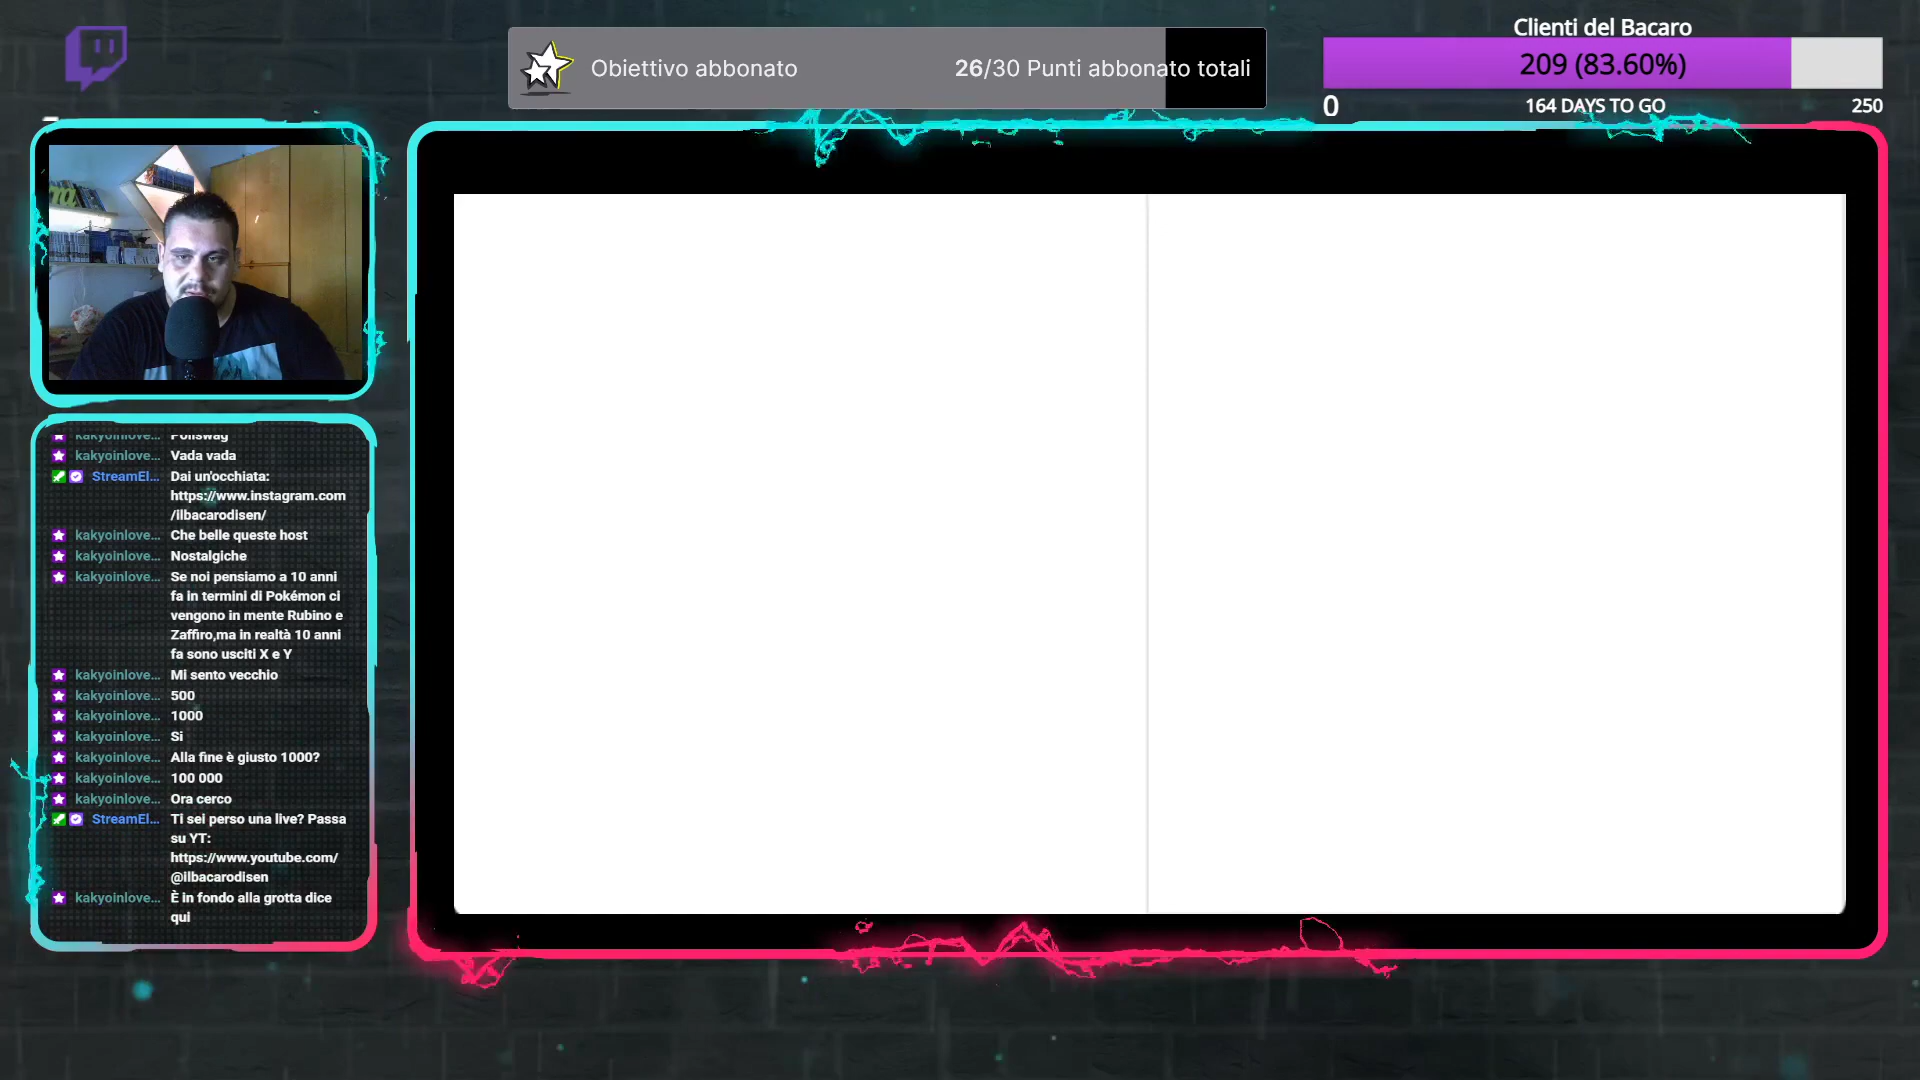 Clienti del Bacaro
Obiettivo abbonato
26/30 Punti abbonato totali
209 (83.60%)
0
164 DAYS TO GO
250
kakyoinlove... Poliswag
kakyoinlove... Vada vada
StreamEl... Dai un'occhiata:
https://www.instagram.com
/ilbacarodisen/
kakyoinlove... Che belle queste host
kakyoinlove... Nostalgiche
kakyoinlove... Se noi pensiamo a 10 anni
fa in termini di Pokémon ci
vengono in mente Rubino e
Zaffiro,ma in realtà 10 anni
fa sono usciti X e Y
kakyoinlove... Mi sento vecchio
kakyoinlove... 500
kakyoinlove... 1000
kakyoinlove... Si
kakyoinlove... Alla fine è giusto 1000?
kakyoinlove... 100 000
kakyoinlove... Ora cerco
StreamEl... Ti sei perso una live? Passa
su YT:
https://www.youtube.com/
@ilbacarodisen
kakyoinlove... È in fondo alla grotta dice
qui